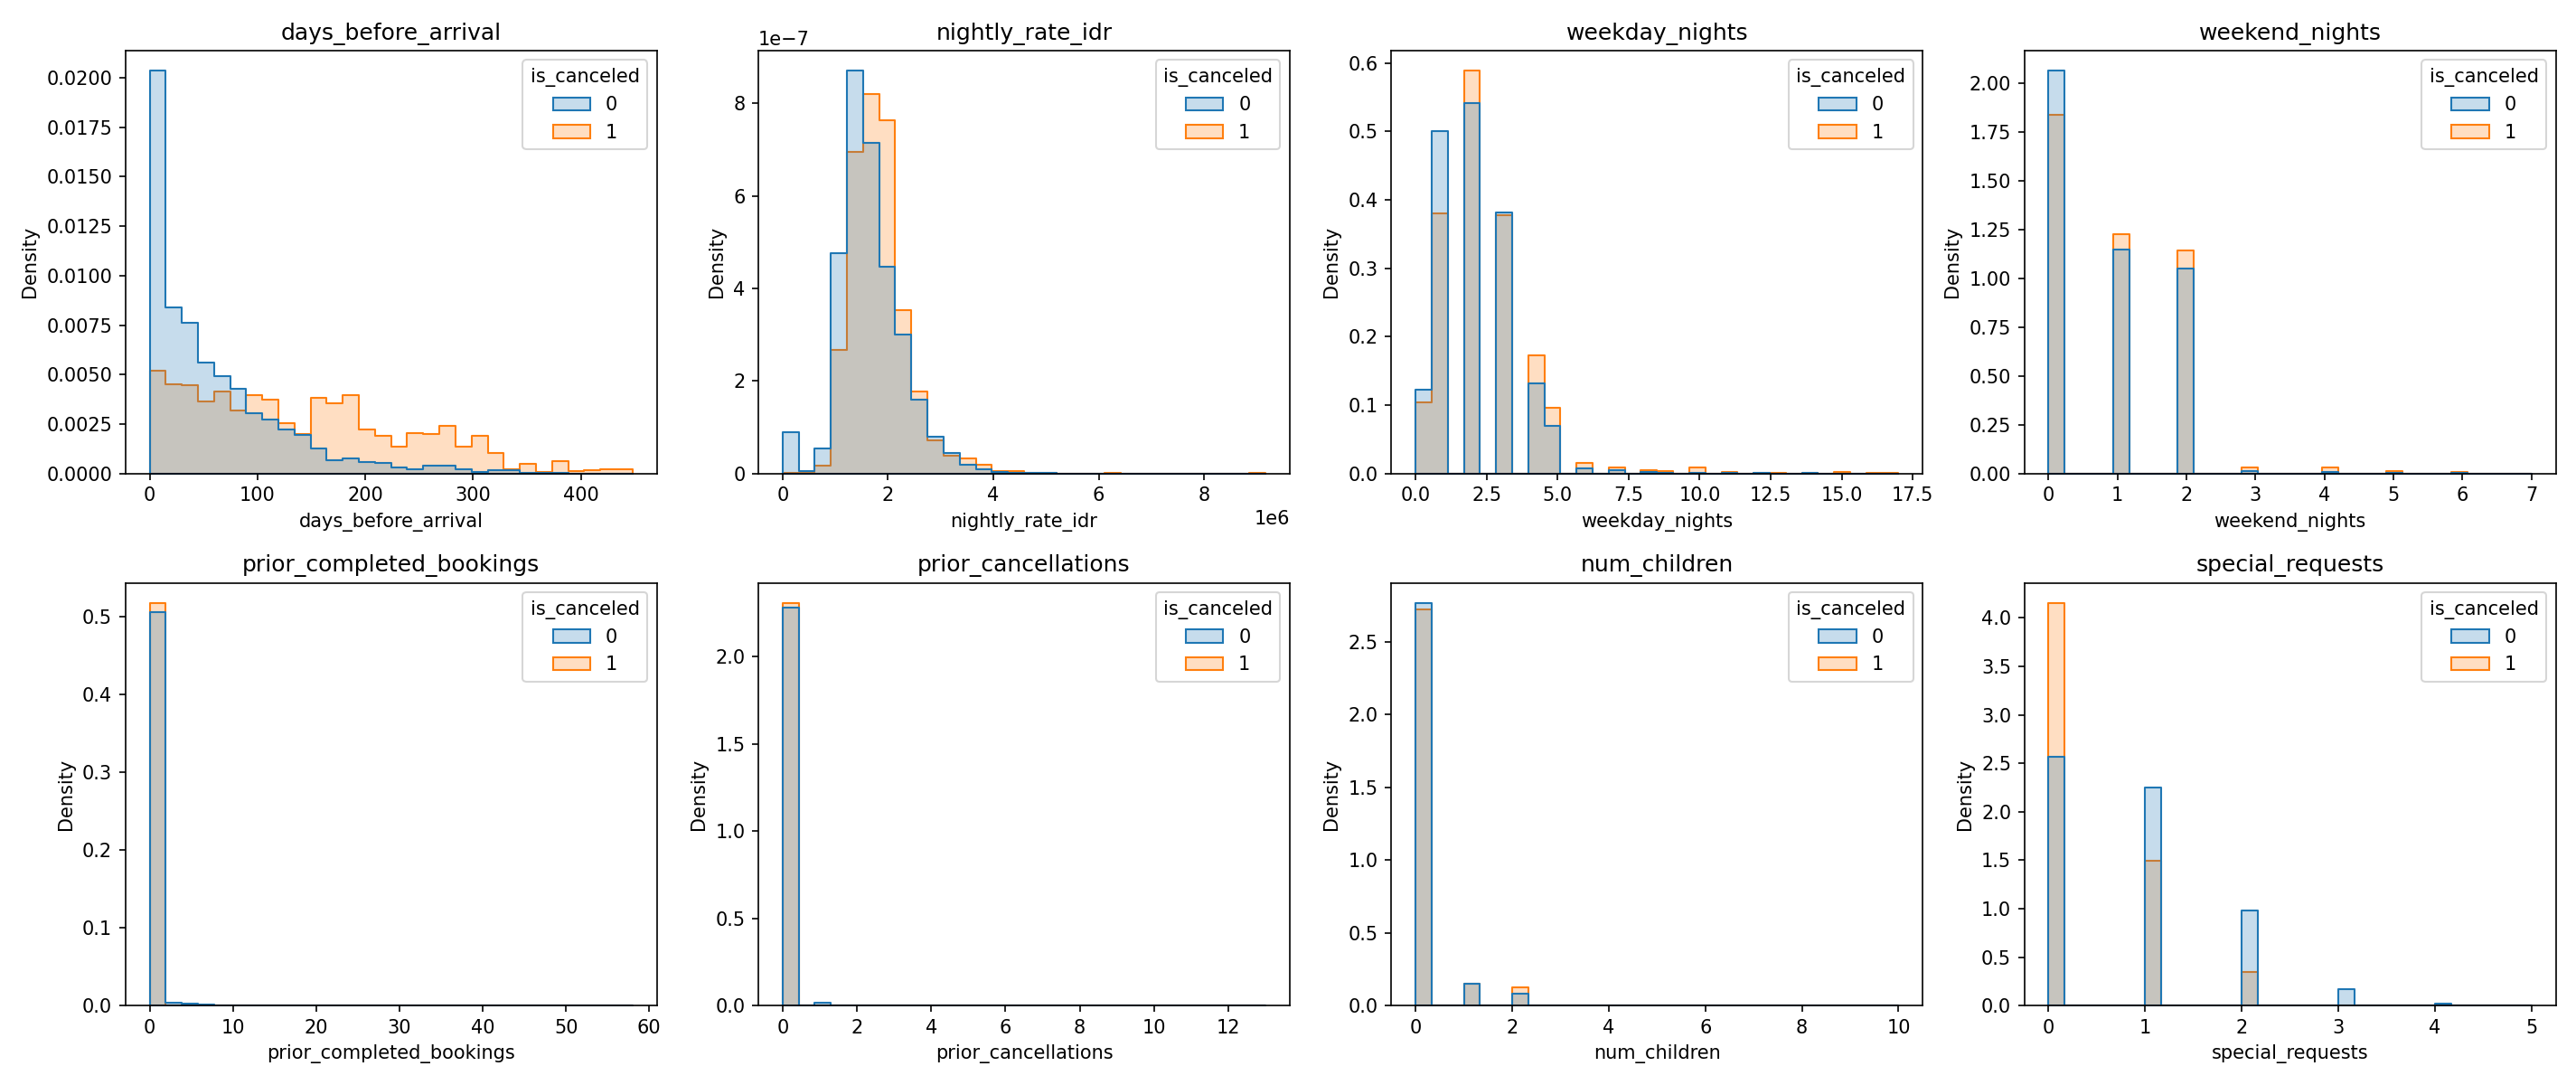 days_before_arrival
0.0200
0.0175
0.0150
0.0125
0.0100
0.0075
0.0050
0.0025
0.0000
Density
0 100 200 300 400
days_before_arrival
is_canceled
0
1
nightly_rate_idr
1e−7
8
6
4
2
0
Density
0 2 4 6 8
1e6
nightly_rate_idr
is_canceled
0
1
weekday_nights
0.6
0.5
0.4
0.3
0.2
0.1
0.0
Density
0.0 2.5 5.0 7.5 10.0 12.5 15.0 17.5
weekday_nights
is_canceled
0
1
weekend_nights
2.00
1.75
1.50
1.25
1.00
0.75
0.50
0.25
0.00
Density
0 1 2 3 4 5 6 7
weekend_nights
is_canceled
0
1
prior_completed_bookings
0.5
0.4
0.3
0.2
0.1
0.0
Density
0 10 20 30 40 50 60
prior_completed_bookings
is_canceled
0
1
prior_cancellations
2.0
1.5
1.0
0.5
0.0
Density
0 2 4 6 8 10 12
prior_cancellations
is_canceled
0
1
num_children
2.5
2.0
1.5
1.0
0.5
0.0
Density
0 2 4 6 8 10
num_children
is_canceled
0
1
special_requests
4.0
3.5
3.0
2.5
2.0
1.5
1.0
0.5
0.0
Density
0 1 2 3 4 5
special_requests
is_canceled
0
1